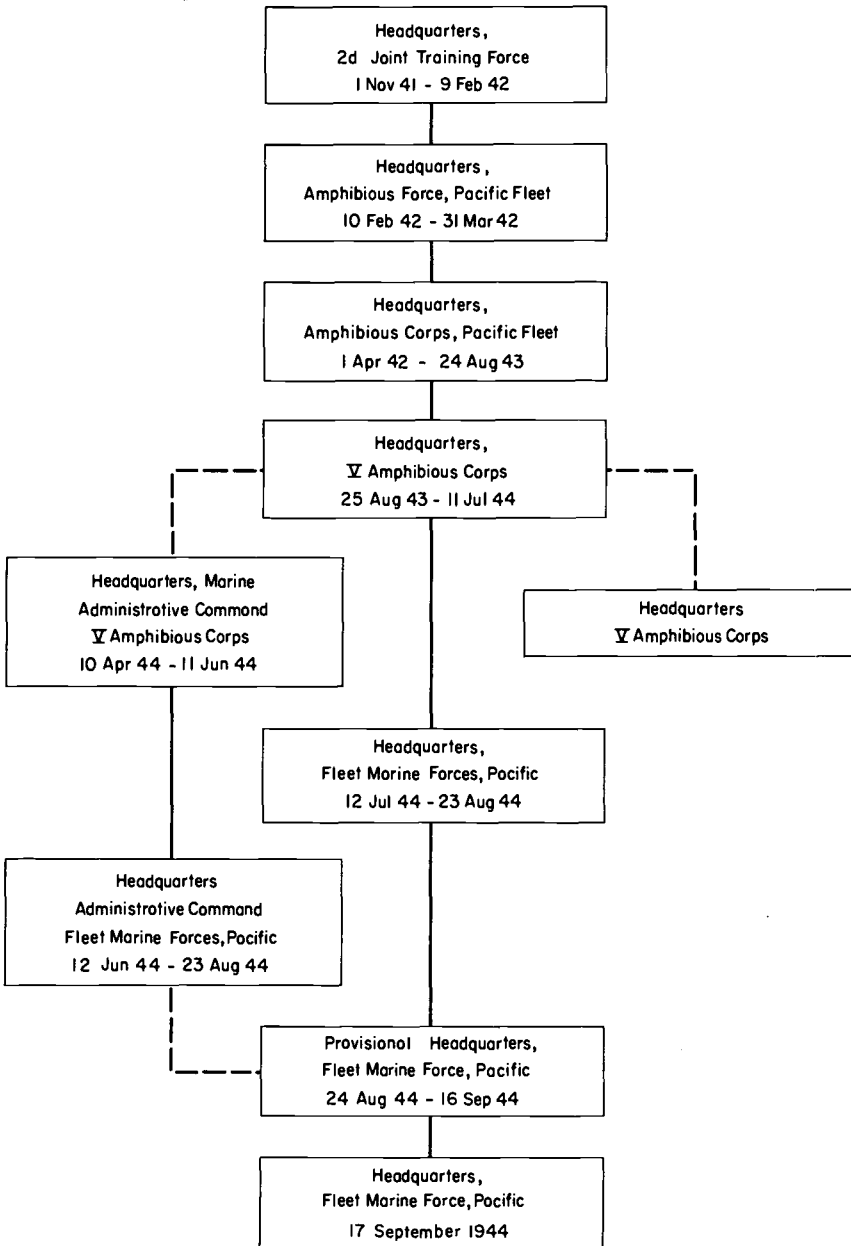 Headquarters,
2d Joint Training Force
1 Nov 41 - 9 Feb 42
Headquarters,
Amphibious Force, Pacific Fleet
10 Feb 42 - 31 Mar 42
Headquarters,
Amphibious Corps, Pacific Fleet
1 Apr 42 - 24 Aug 43
Headquarters,
V Amphibious Corps
25 Aug 43 - 11 Jul 44
Headquarters, Marine
Administrative Command
V Amphibious Corps
10 Apr 44 - 11 Jun 44
Headquarters
V Amphibious Corps
Headquarters,
Fleet Marine Forces, Pacific
12 Jul 44 - 23 Aug 44
Headquarters
Administrative Command
Fleet Marine Forces, Pacific
12 Jun 44 - 23 Aug 44
Provisional Headquarters,
Fleet Marine Force, Pacific
24 Aug 44 - 16 Sep 44
Headquarters,
Fleet Marine Force, Pacific
17 September 1944